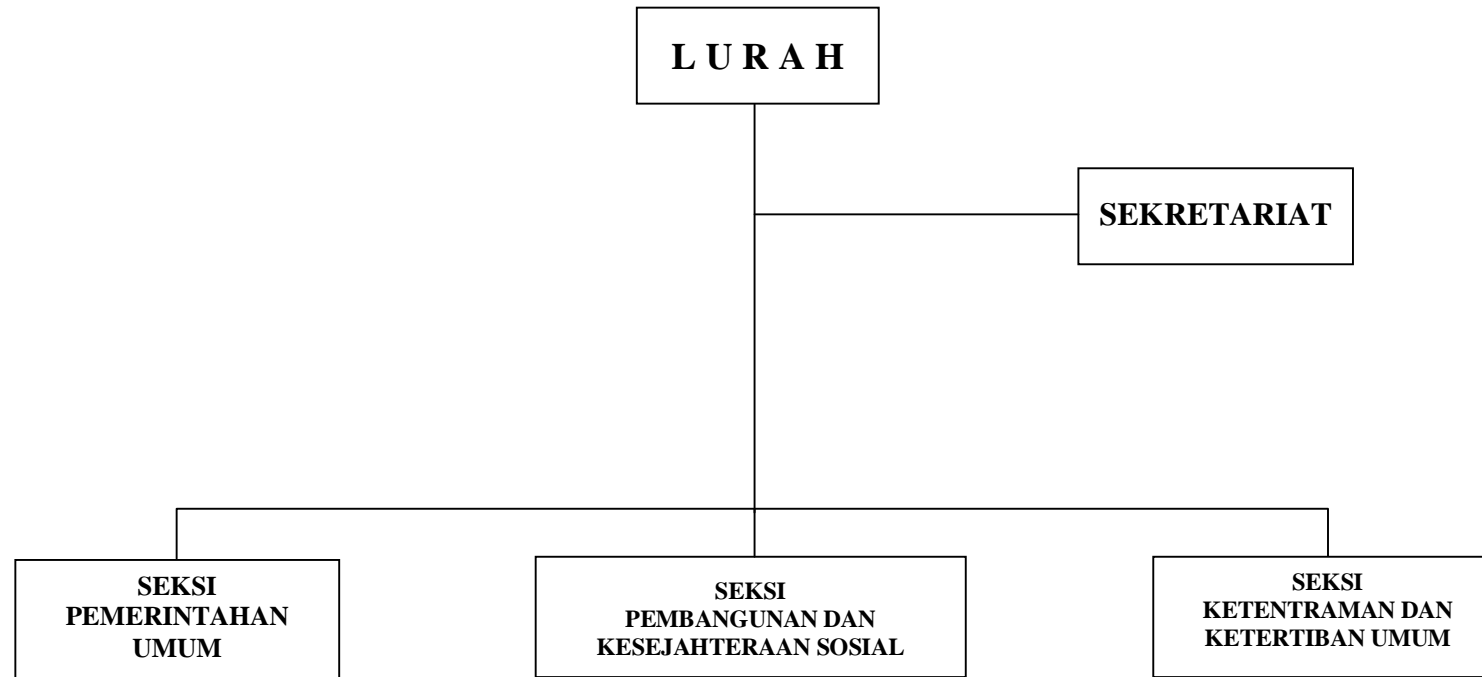 L U R A H
SEKRETARIAT
SEKSI
PEMERINTAHAN
UMUM
SEKSI
PEMBANGUNAN DAN
KESEJAHTERAAN SOSIAL
SEKSI
KETENTRAMAN DAN
KETERTIBAN UMUM